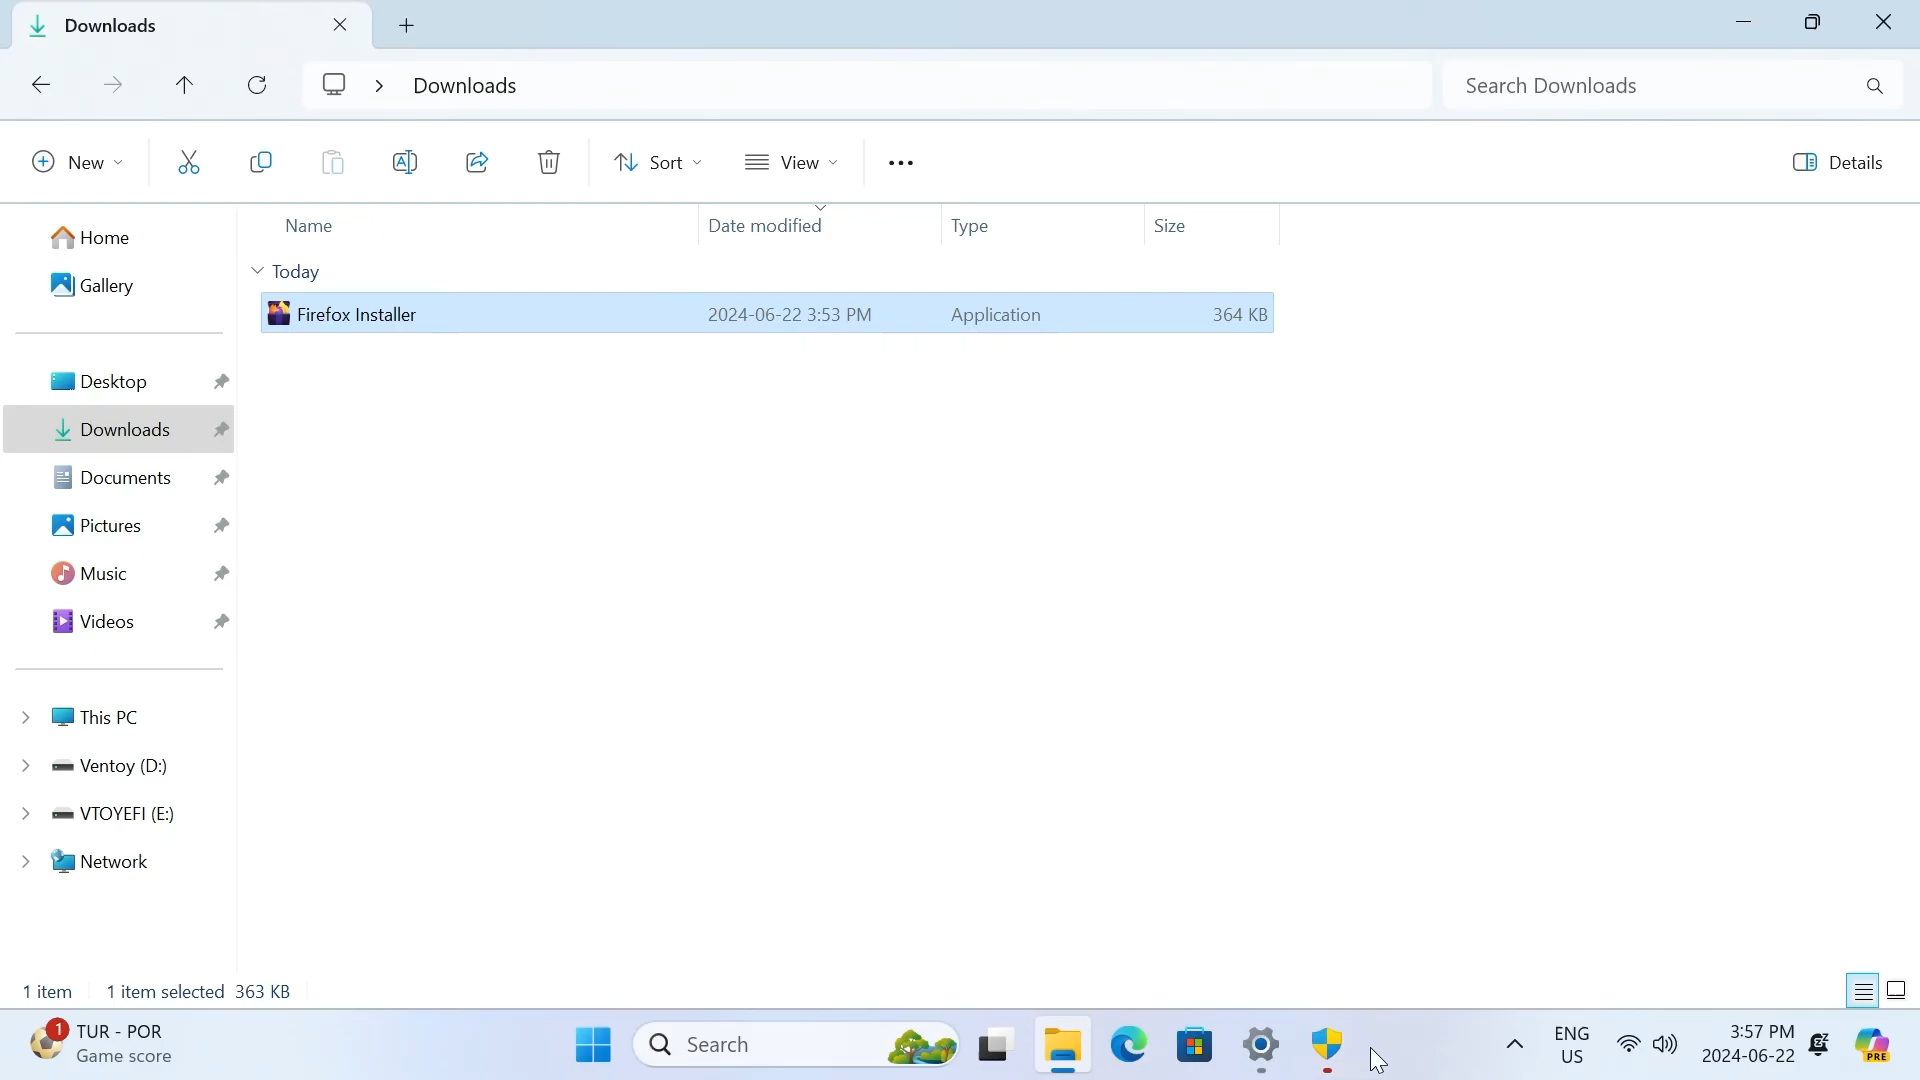 Downloads
Downloads
Search Downloads
New
Sort
View
Details
Name
Date modified
Type
Size
Home
Gallery
Today
Firefox Installer
2024-06-22 3:53 PM
Application
364 KB
Desktop
Downloads
Documents
Pictures
Music
Videos
This PC
Ventoy (D:)
VTOYEFI (E:)
Network
1 item
1 item selected 363 KB
1
TUR - POR
Game score
Search
ENG
US
3:57 PM
2024-06-22
PRE